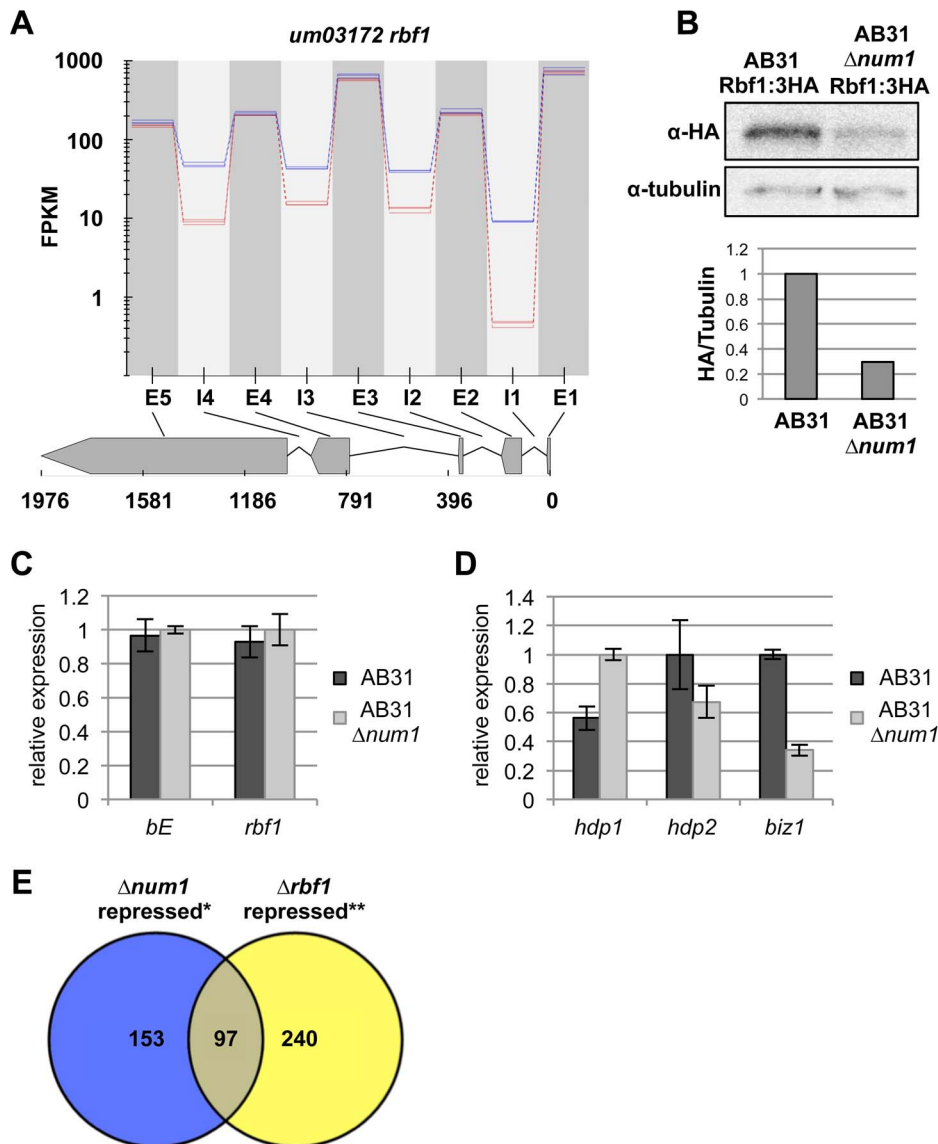 A
um03172 rbf1
1000
100
10
1
FPKM
E5 I4 E4 I3 E3 I2 E2 I1 E1
1976 1581 1186 791 396 0
B
AB31
Rbf1:3HA
AB31
Δnum1
Rbf1:3HA
α-HA
α-tubulin
1.2
1
0.8
0.6
0.4
0.2
0
HA/Tubulin
AB31
AB31
Δnum1
C
1.2
1
0.8
0.6
0.4
0.2
0
relative expression
bE rbf1
AB31
AB31
Δnum1
D
1.4
1.2
1
0.8
0.6
0.4
0.2
0
relative expression
hdp1 hdp2 biz1
AB31
AB31
Δnum1
E
Δnum1
repressed*
Δrbf1
repressed**
153 97 240